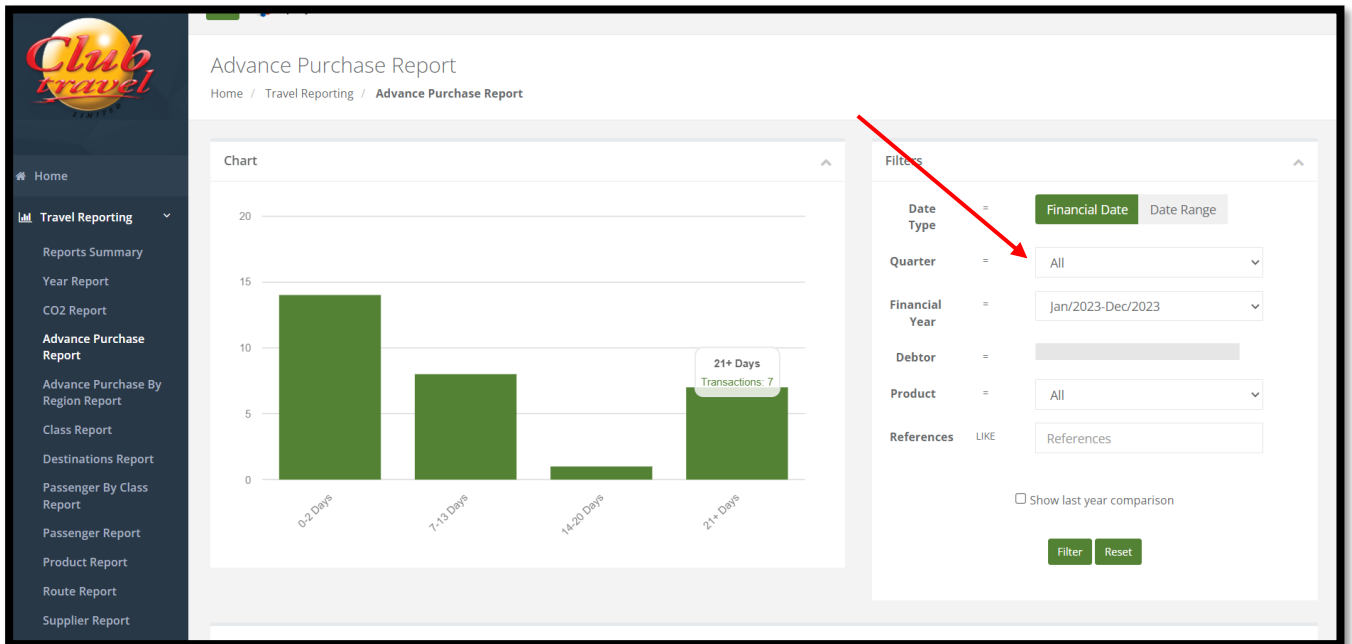 Club
travel
LIMITED
Home
Travel Reporting
Reports Summary
Year Report
CO2 Report
Advance Purchase
Report
Advance Purchase By
Region Report
Class Report
Destinations Report
Passenger By Class
Report
Passenger Report
Product Report
Route Report
Supplier Report
Advance Purchase Report
Home / Travel Reporting / Advance Purchase Report
Chart
20
15
10
5
0
21+ Days
Transactions: 7
0-2 Days
7-13 Days
14-20 Days
21+ Days
Filters
Date
Type
=
Financial Date
Date Range
Quarter = All
Financial
Year
=
Jan/2023-Dec/2023
Debtor =
Product = All
References LIKE References
Show last year comparison
Filter Reset